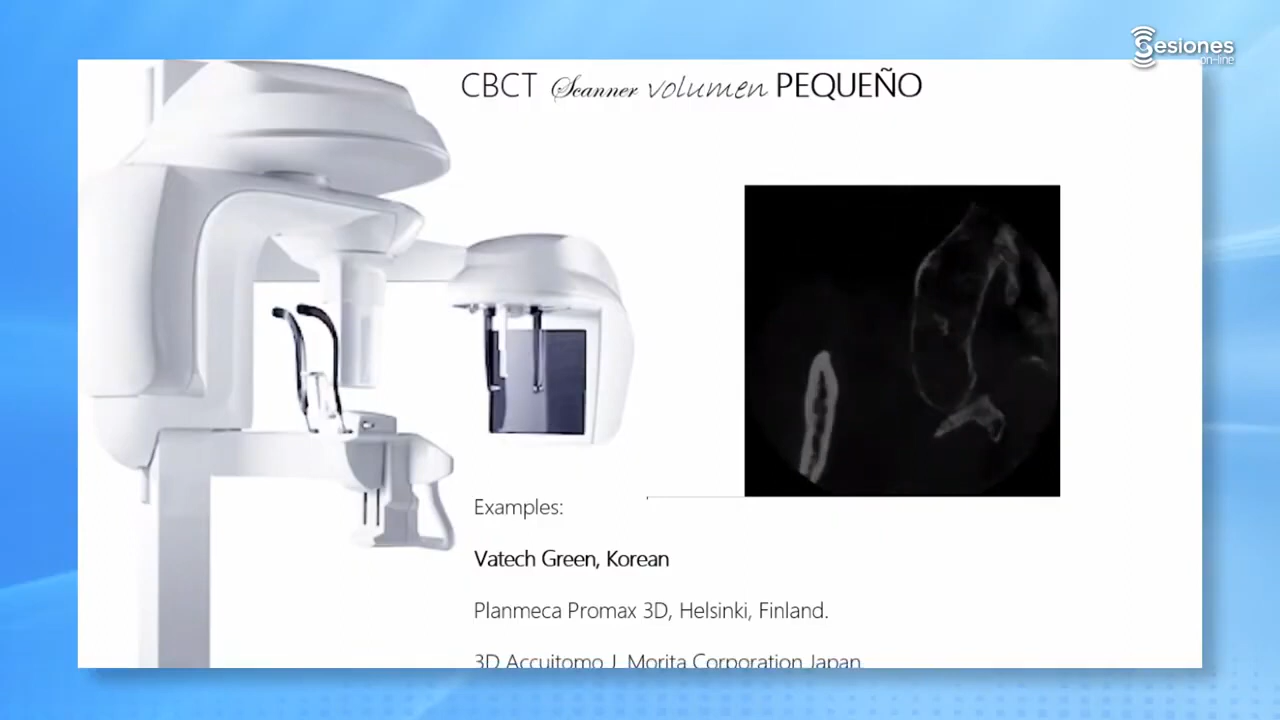 Sesiones
on-line
CBCT Scanner volumen PEQUEÑO
Examples:
Vatech Green, Korean
Planmeca Promax 3D, Helsinki, Finland.
3D Accuitomo J. Morita Corporation Japan